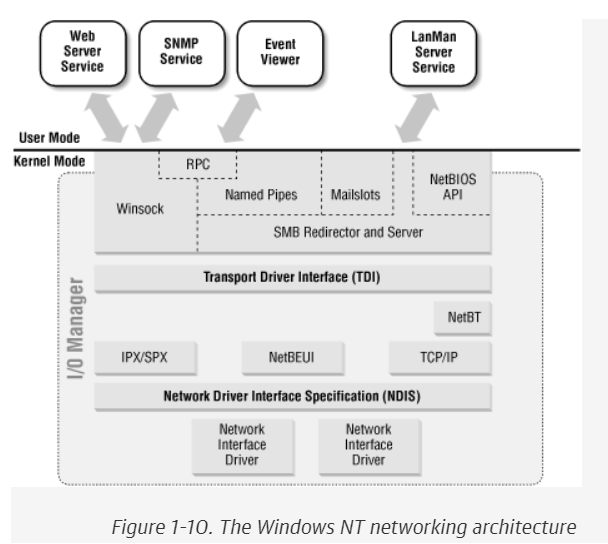 Web
Server
Service
SNMP
Service
Event
Viewer
LanMan
Server
Service
User Mode
Kernel Mode
RPC
Winsock
Named Pipes
Mailslots
NetBIOS
API
SMB Redirector and Server
I/O Manager
Transport Driver Interface (TDI)
NetBT
IPX/SPX
NetBEUI
TCP/IP
Network Driver Interface Specification (NDIS)
Network
Interface
Driver
Network
Interface
Driver
Figure 1-10. The Windows NT networking architecture